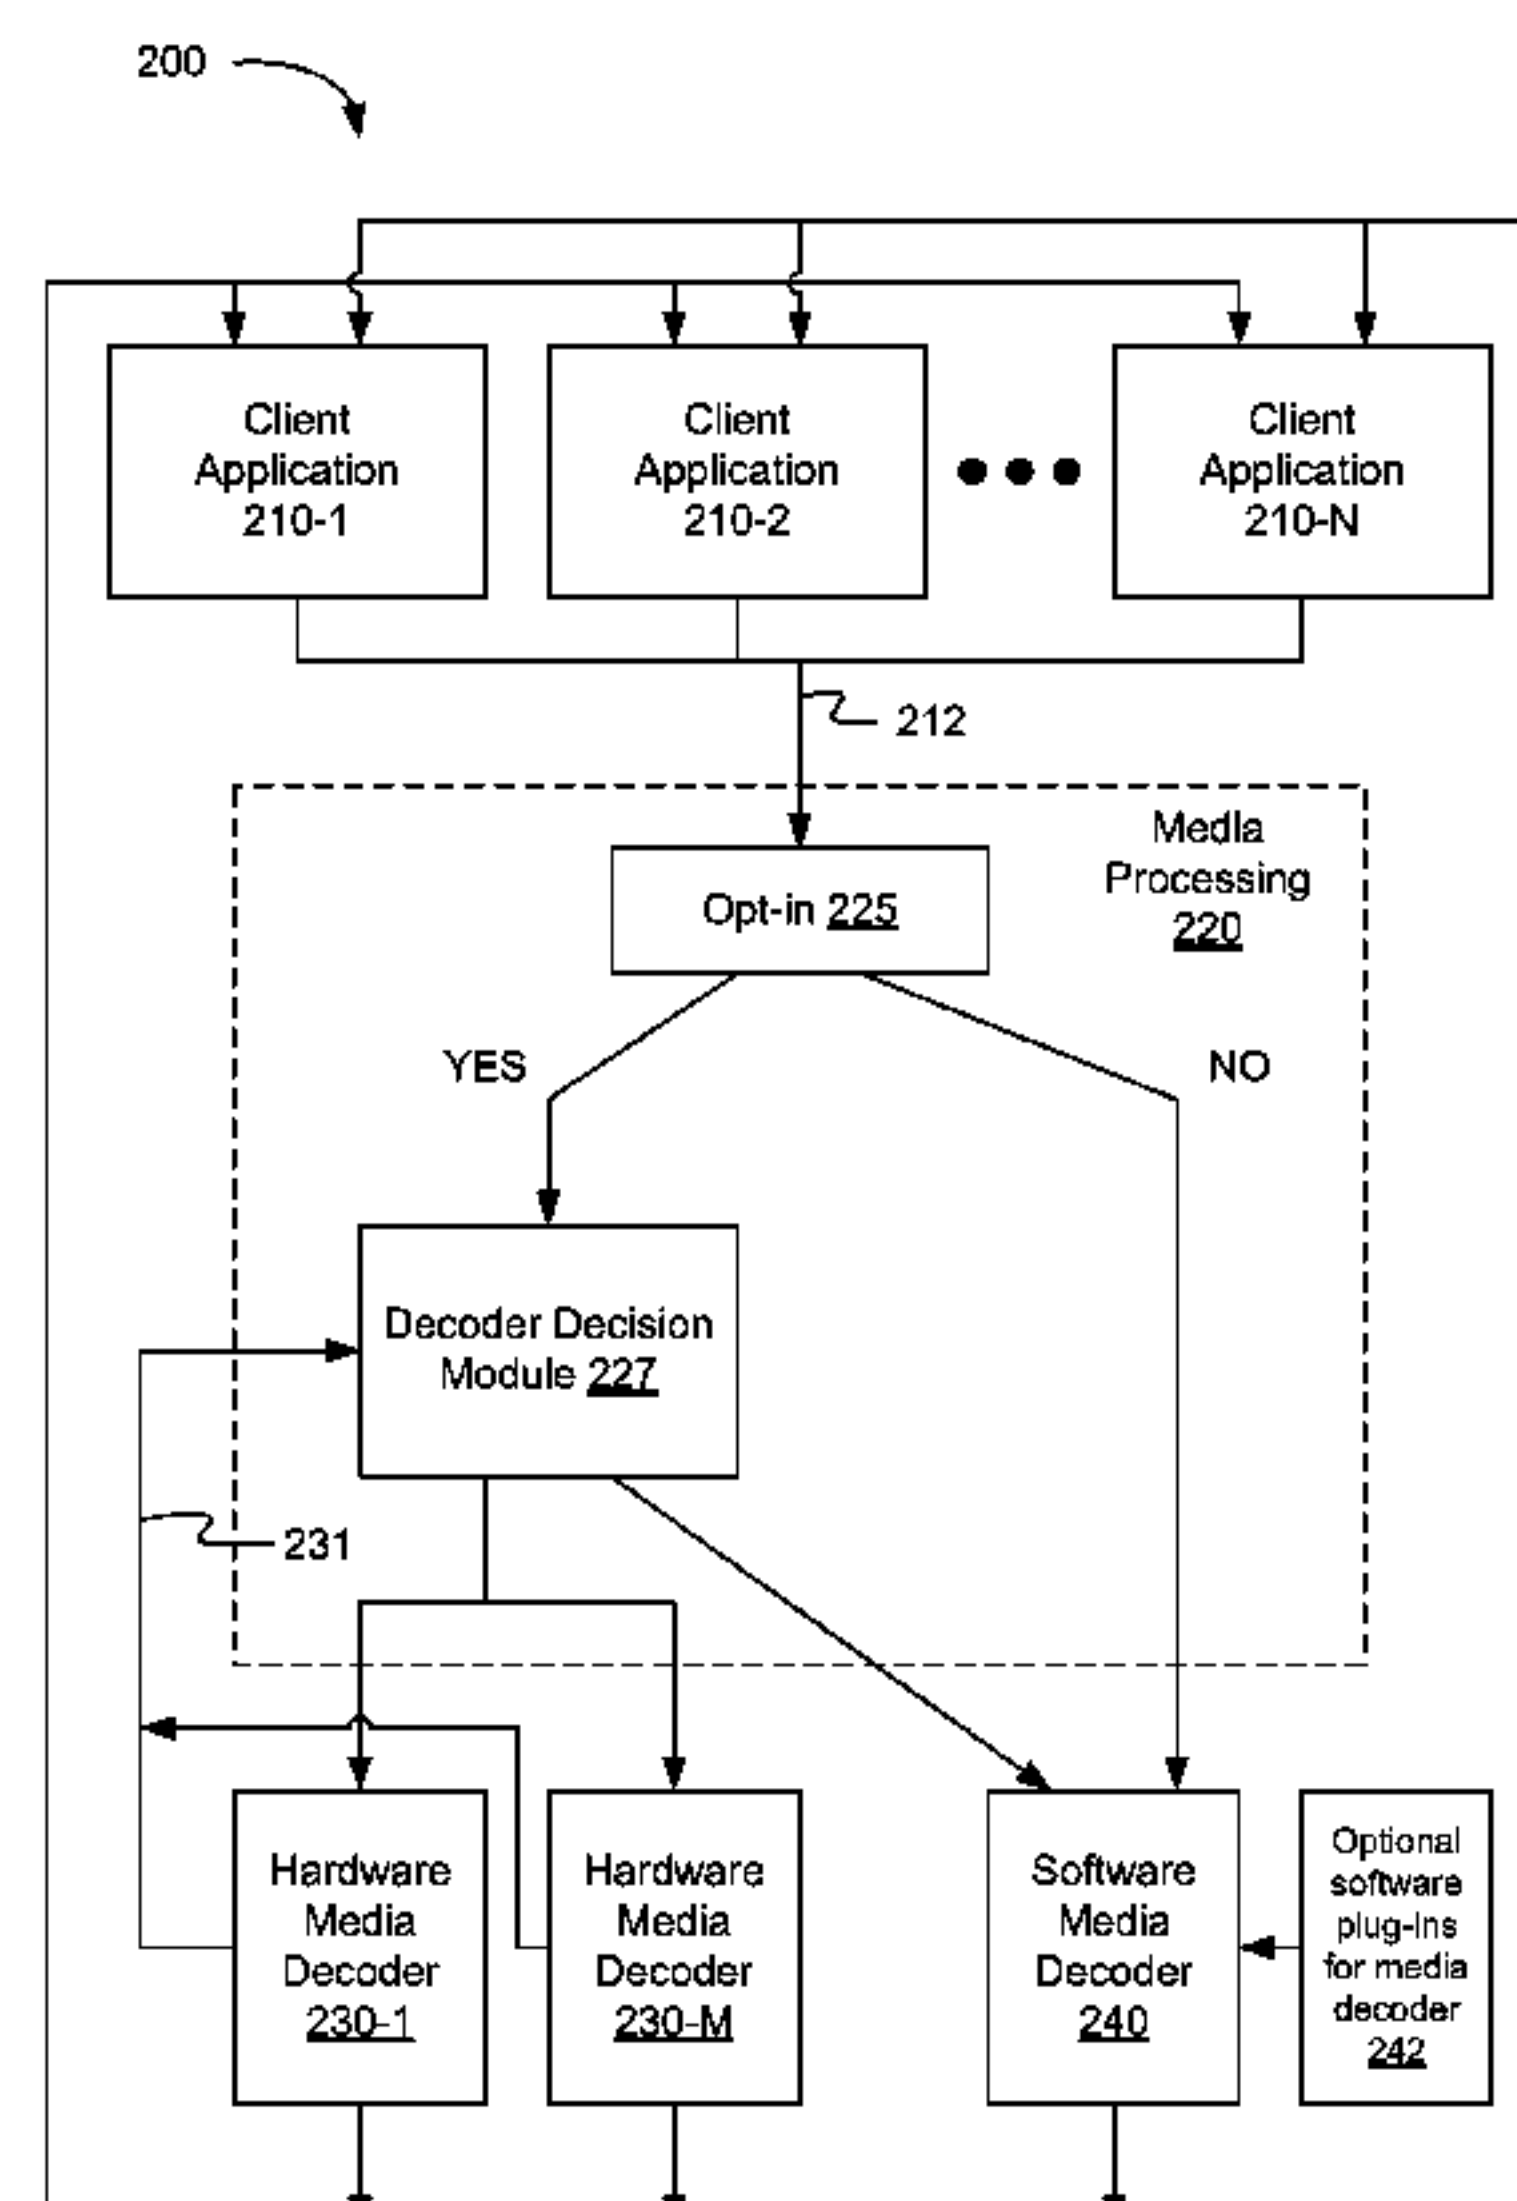 200
Client
Application
210-1
Client
Application
210-2
Client
Application
210-N
212
Media
Processing
220
Opt-in 225
YES
NO
Decoder Decision
Module 227
231
Hardware
Media
Decoder
230-1
Hardware
Media
Decoder
230-M
Software
Media
Decoder
240
Optional
software
plug-ins
for media
decoder
242